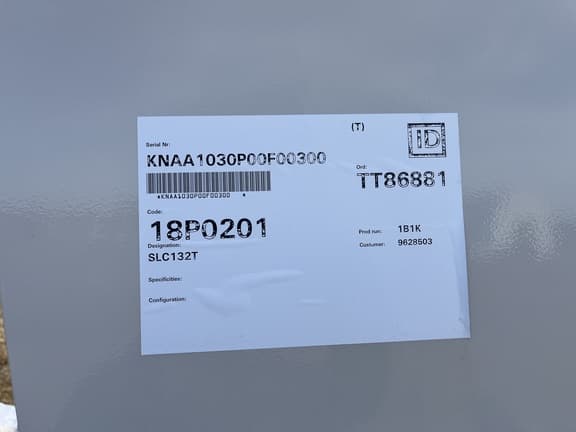 (T)
ID
Serial Nr:
KNAA1030P00F00300
*KNAA1030P00F00300 *
Ord:
TT86881
Code:
18P0201
Designation:
SLC132T
Prod run: 1B1K
Customer: 9628503
Specificities:
Configuration: